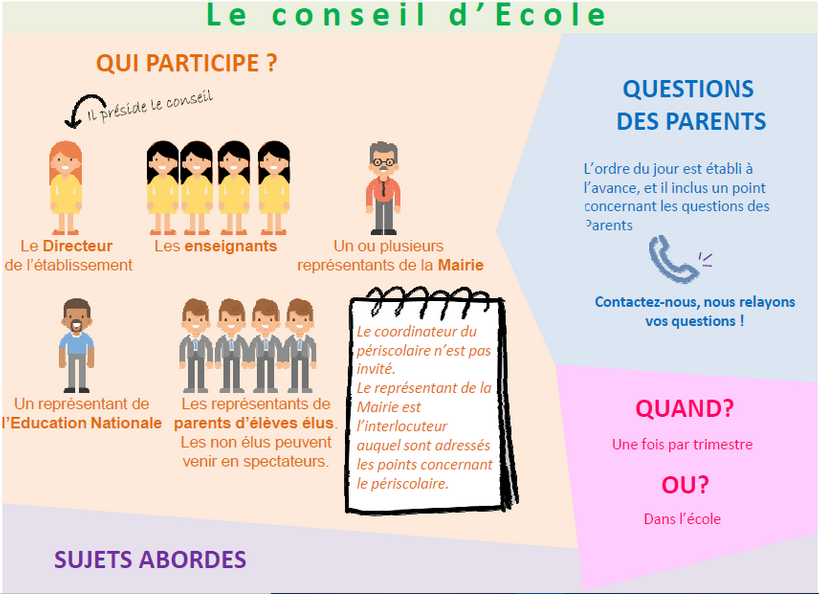 Le conseil d'Ecole
QUI PARTICIPE ?
Il préside le conseil
Le Directeur
de l'établissement
Les enseignants
Un ou plusieurs
représentants de la Mairie
Un représentant de
l'Education Nationale
Les représentants de
parents d'élèves élus.
Les non élus peuvent
venir en spectateurs.
Le coordinateur du
périscolaire n'est pas
invité.
Le représentant de la
Mairie est
l'interlocuteur
auquel sont adressés
les points concernant
le périscolaire.
QUESTIONS
DES PARENTS
L'ordre du jour est établi à
l'avance, et il inclus un point
concernant les questions des
Parents
Contactez-nous, nous relayons
vos questions !
QUAND?
Une fois par trimestre
OU?
Dans l'école
SUJETS ABORDES